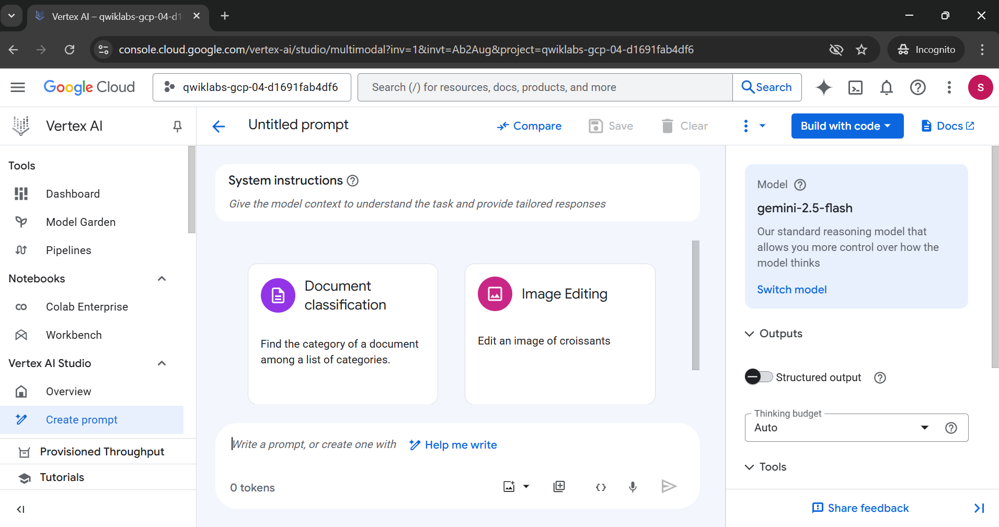 Vertex AI – qwiklabs-gcp-04-d1
console.cloud.google.com/vertex-ai/studio/multimodal?inv=1&invt=Ab2Aug&project=qwiklabs-gcp-04-d1691fab4df6
Incognito
Google Cloud
qwiklabs-gcp-04-d1691fab4df6
Search (/) for resources, docs, products, and more
Search
S
Vertex AI
Untitled prompt
Compare
Save
Clear
Build with code
Docs
Tools
Dashboard
Model Garden
Pipelines
Notebooks
Colab Enterprise
Workbench
Vertex AI Studio
Overview
Create prompt
Provisioned Throughput
Tutorials
System instructions
Give the model context to understand the task and provide tailored responses
Document
classification
Find the category of a document
among a list of categories.
Image Editing
Edit an image of croissants
Write a prompt, or create one with
Help me write
0 tokens
Model
gemini-2.5-flash
Our standard reasoning model that
allows you more control over how the
model thinks
Switch model
Outputs
Structured output
Thinking budget
Auto
Tools
Share feedback